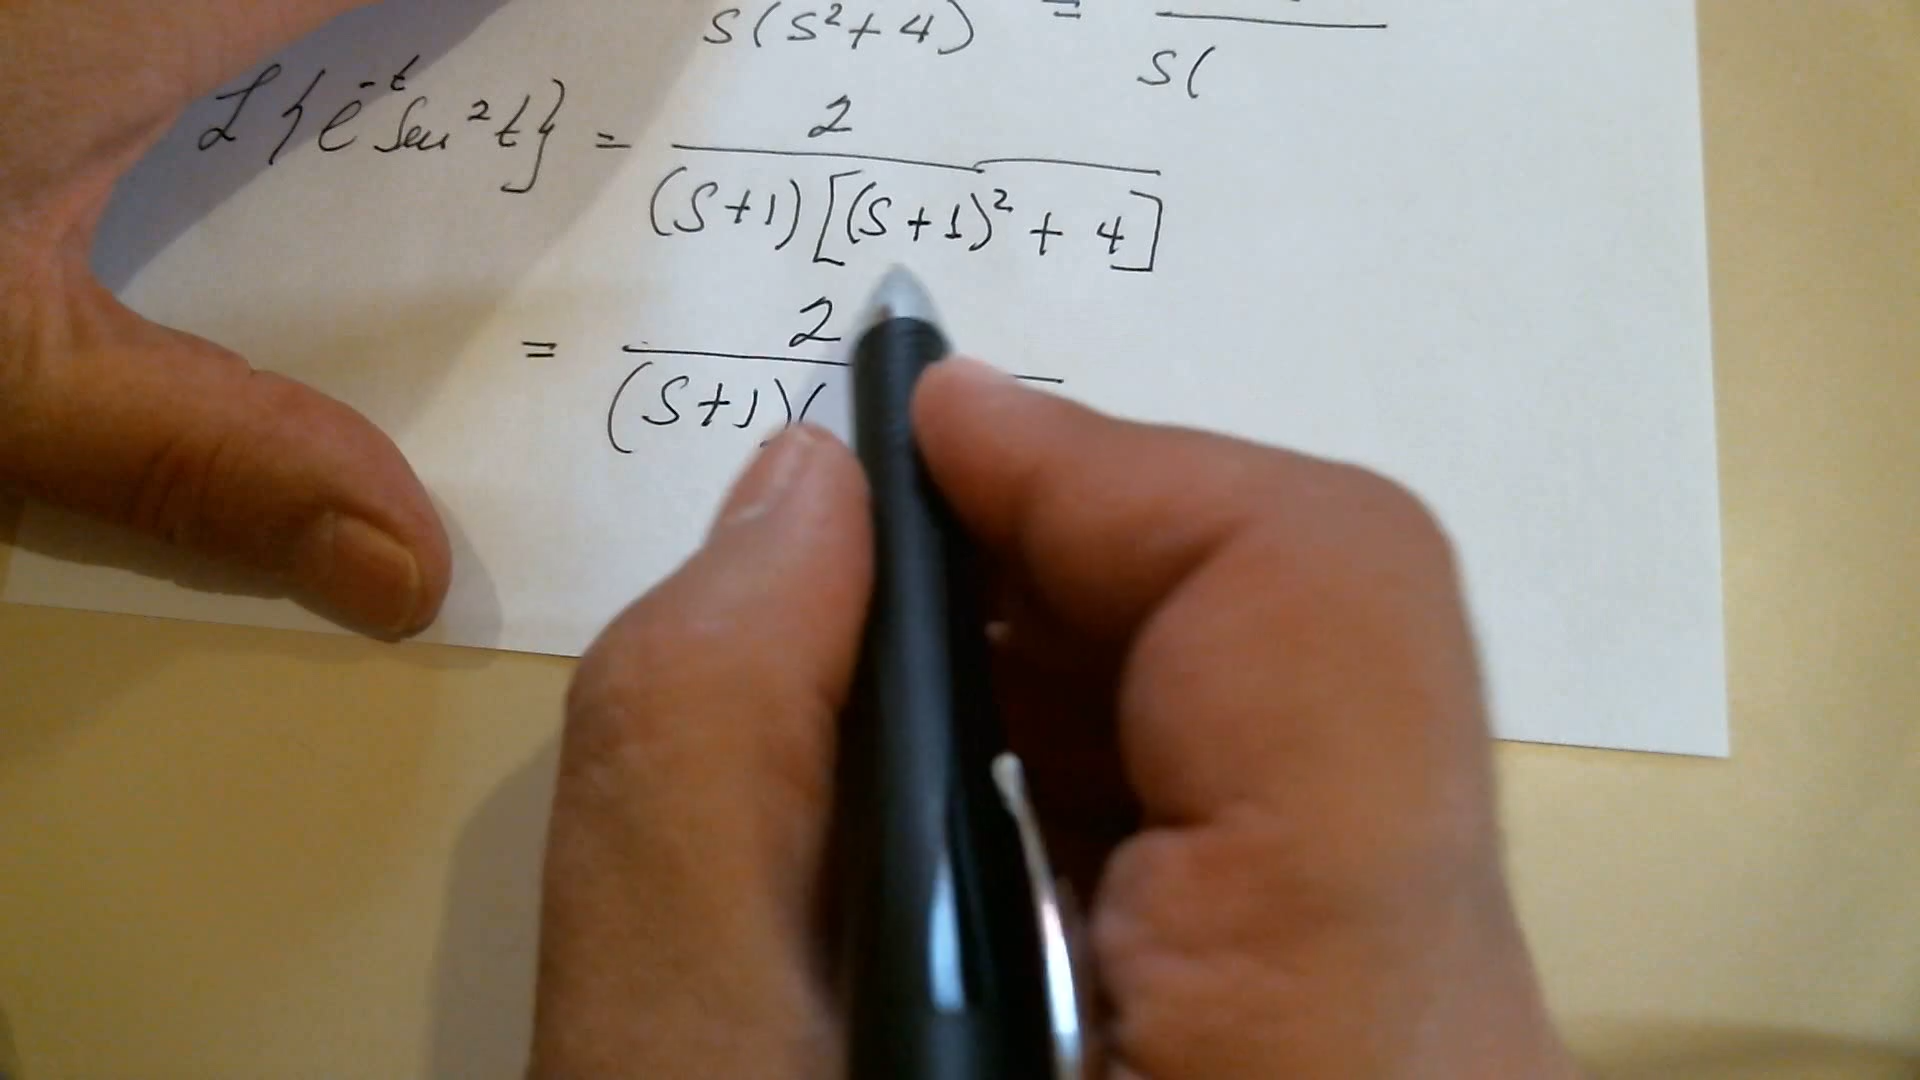 s(s²+4) = ――― s(
ℒ{e⁻ᵗ Sen²t} = 2 / (S+1)[(S+1)²+4]
= 2 / (S+1)(